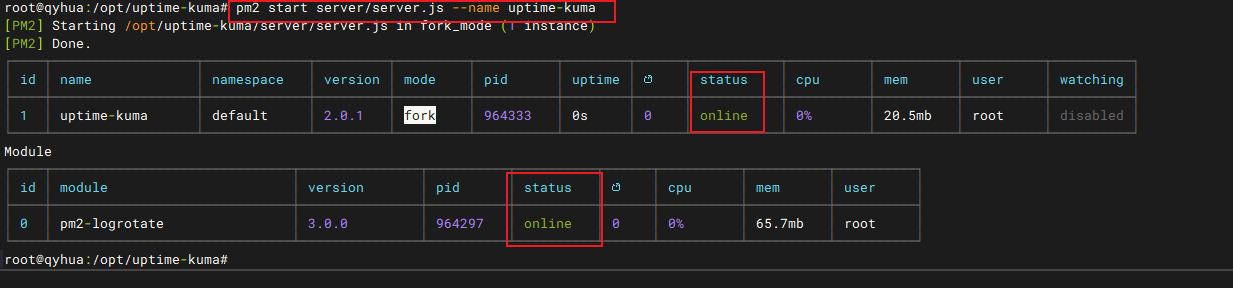 root@qyhua:/opt/uptime-kuma# pm2 start server/server.js --name uptime-kuma
[PM2] Starting /opt/uptime-kuma/server/server.js in fork_mode (1 instance)
[PM2] Done.
id name namespace version mode pid uptime ↺ status cpu mem user watching
1 uptime-kuma default 2.0.1 fork 964333 0s 0 online 0% 20.5mb root disabled
Module
id module version pid status ↺ cpu mem user
0 pm2-logrotate 3.0.0 964297 online 0 0% 65.7mb root
root@qyhua:/opt/uptime-kuma#